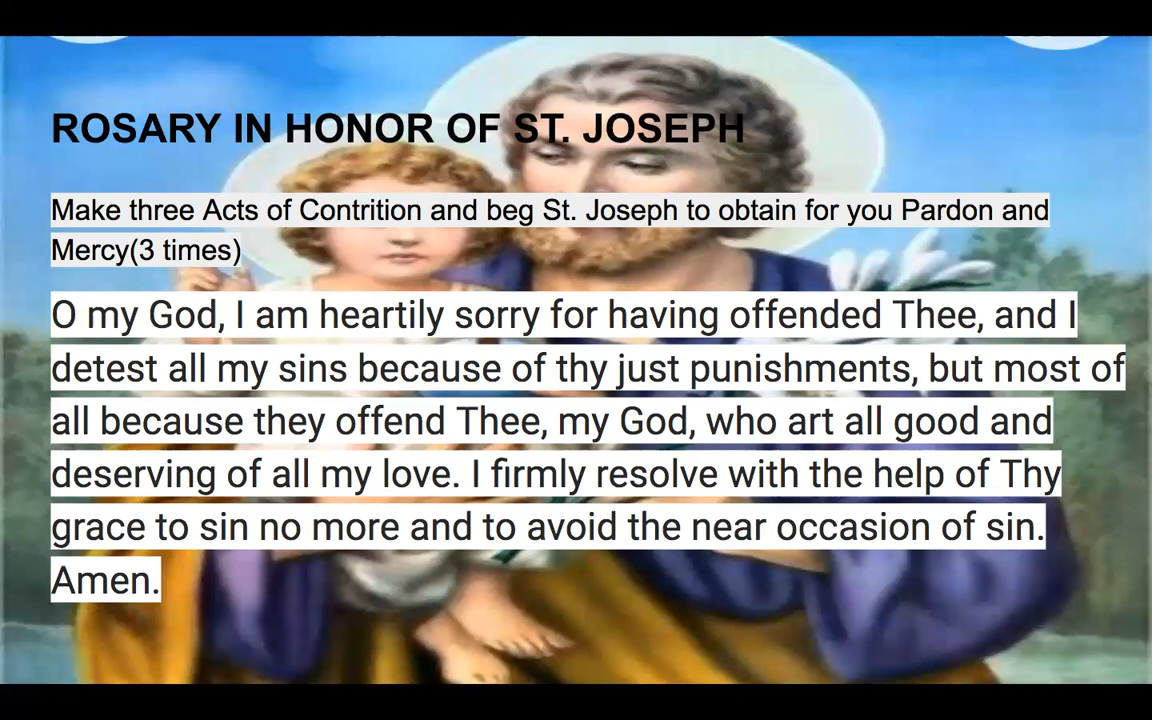 ROSARY IN HONOR OF ST. JOSEPH
Make three Acts of Contrition and beg St. Joseph to obtain for you Pardon and
Mercy(3 times)
O my God, I am heartily sorry for having offended Thee, and I
detest all my sins because of thy just punishments, but most of
all because they offend Thee, my God, who art all good and
deserving of all my love. I firmly resolve with the help of Thy
grace to sin no more and to avoid the near occasion of sin.
Amen.